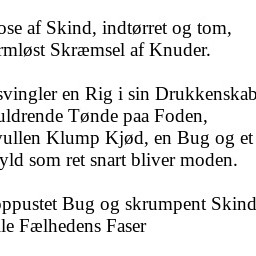 ose af Skind, indtørret og tom,
rmløst Skræmsel af Knuder.
svingler en Rig i sin Drukkenskab
uldrende Tønde paa Foden,
vullen Klump Kjød, en Bug og et
yld som ret snart bliver moden.
oppustet Bug og skrumpent Skind
le Fælhedens Faser